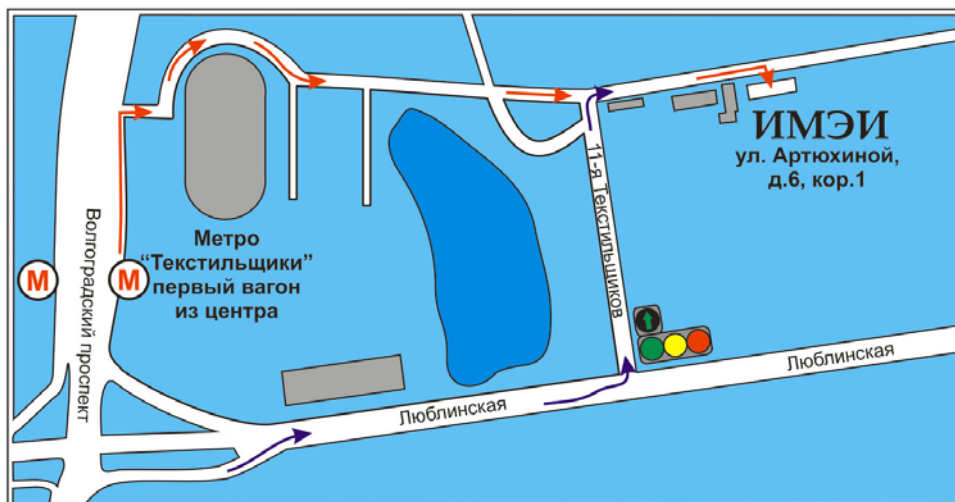 ИМЭИ
ул. Артюхиной,
д.6, кор.1
11-я Текстильщиков
Волгоградский проспект
Метро
“Текстильщики”
первый вагон
из центра
М
М
Люблинская
Люблинская